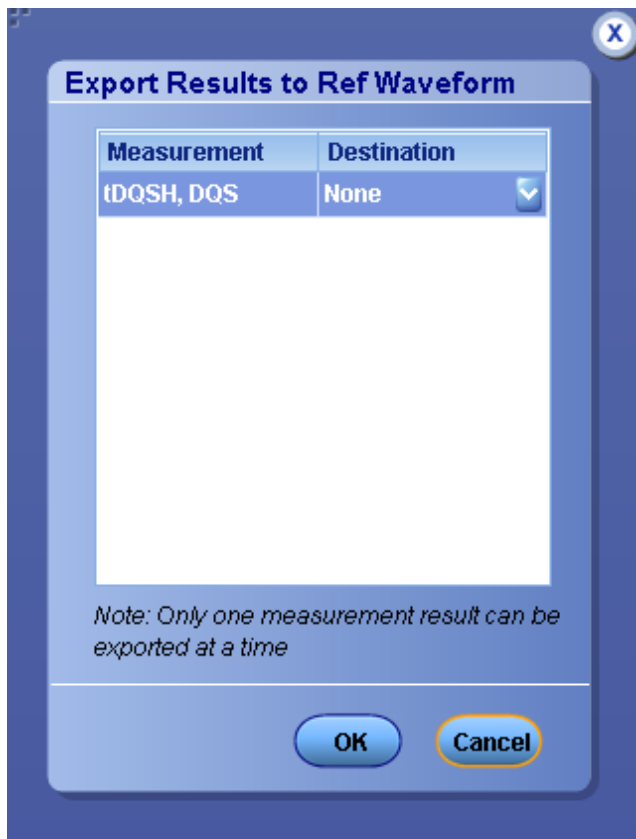 X
Export Results to Ref Waveform
Measurement Destination
tDQSH, DQS None
Note: Only one measurement result can be
exported at a time
OK Cancel